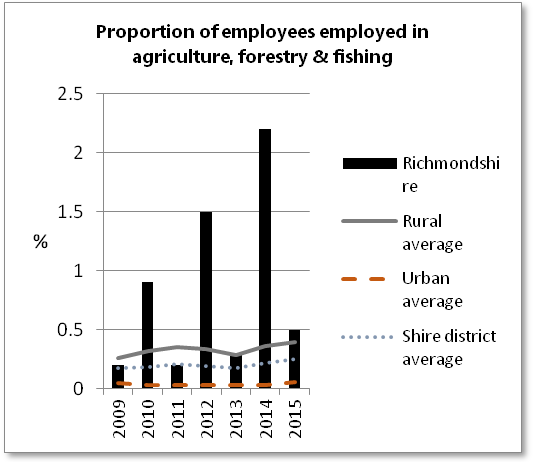 Proportion of employees employed in
agriculture, forestry & fishing
2.5
2
1.5
1
0.5
0
%
2009
2010
2011
2012
2013
2014
2015
Richmondshi
re
Rural
average
Urban
average
Shire district
average